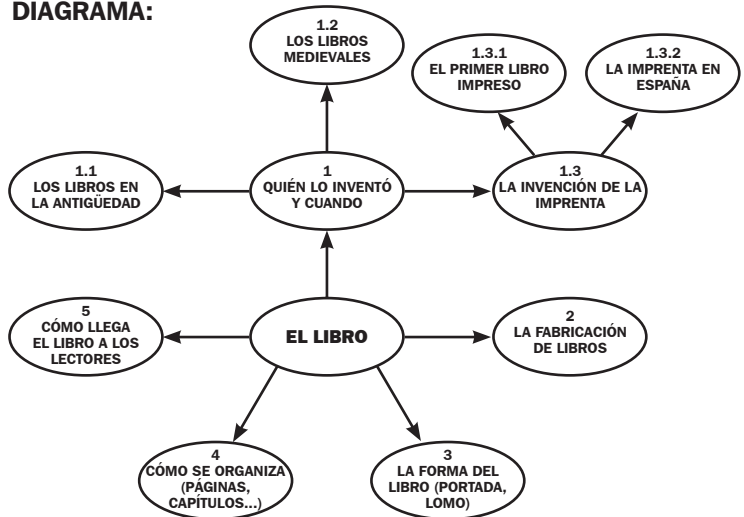 DIAGRAMA:
1.2
LOS LIBROS
MEDIEVALES
1.3.1
EL PRIMER LIBRO
IMPRESO
1.3.2
LA IMPRENTA EN
ESPAÑA
1.1
LOS LIBROS EN
LA ANTIGÜEDAD
1
QUIÉN LO INVENTÓ
Y CUANDO
1.3
LA INVENCIÓN DE LA
IMPRENTA
5
CÓMO LLEGA
EL LIBRO A LOS
LECTORES
EL LIBRO
2
LA FABRICACIÓN
DE LIBROS
4
CÓMO SE ORGANIZA
(PÁGINAS,
CAPÍTULOS...)
3
LA FORMA DEL
LIBRO (PORTADA,
LOMO)